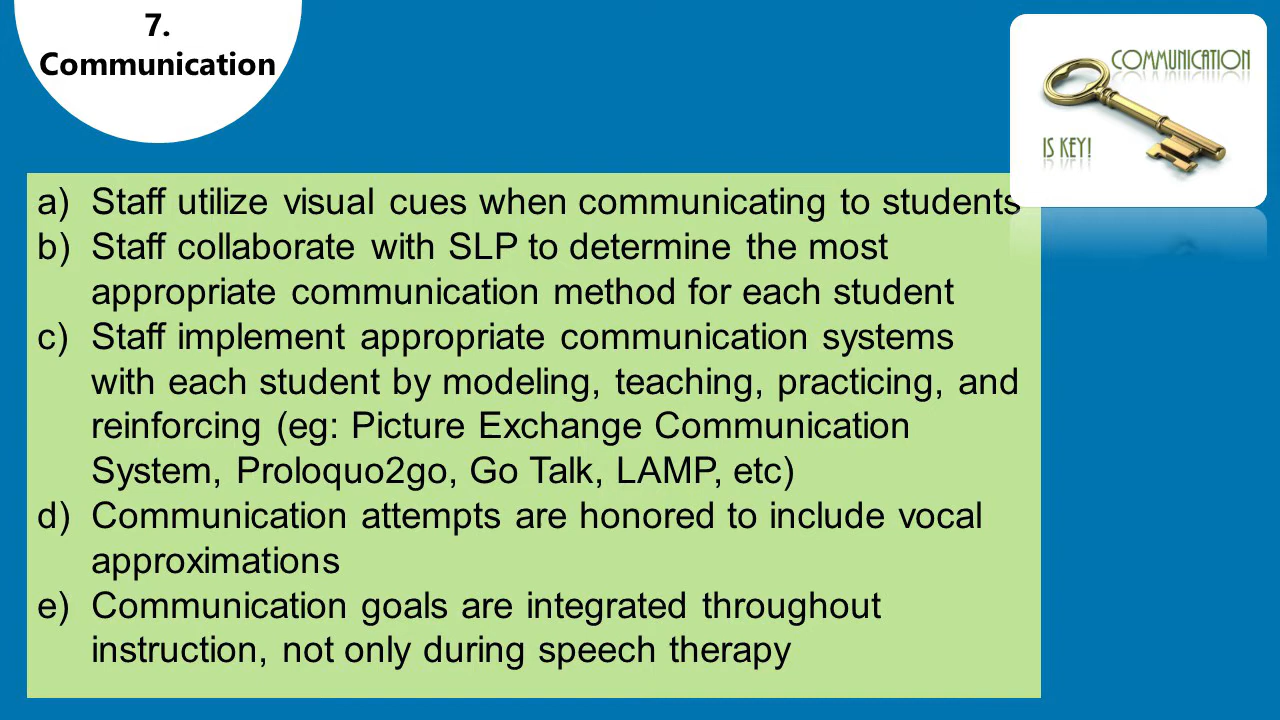 7.
Communication
COMMUNICATION
IS KEY!
a) Staff utilize visual cues when communicating to students
b) Staff collaborate with SLP to determine the most
appropriate communication method for each student
c) Staff implement appropriate communication systems
with each student by modeling, teaching, practicing, and
reinforcing (eg: Picture Exchange Communication
System, Proloquo2go, Go Talk, LAMP, etc)
d) Communication attempts are honored to include vocal
approximations
e) Communication goals are integrated throughout
instruction, not only during speech therapy